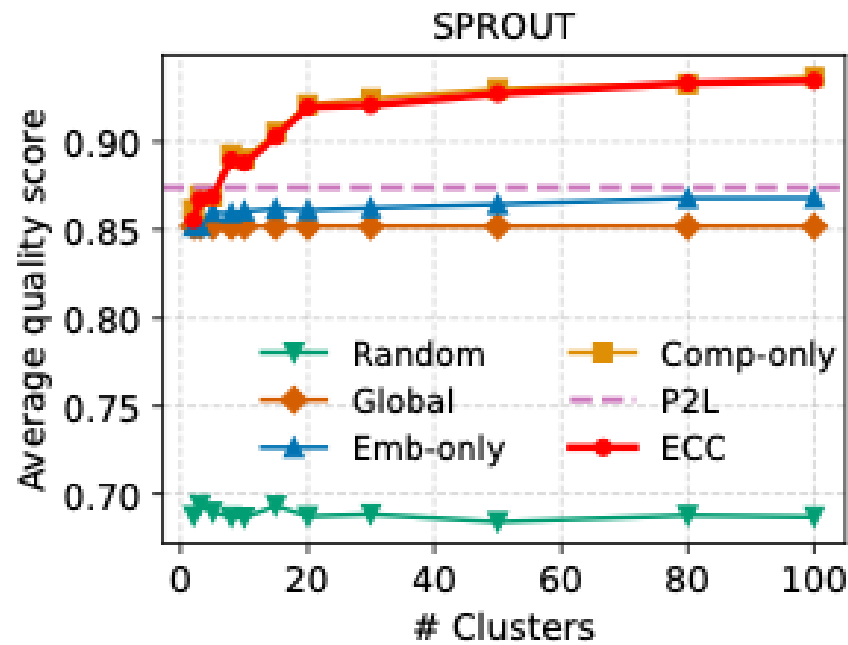 SPROUT
Average quality score
0.90
0.85
0.80
0.75
0.70
Random
Global
Emb-only
Comp-only
P2L
ECC
0 20 40 60 80 100
# Clusters